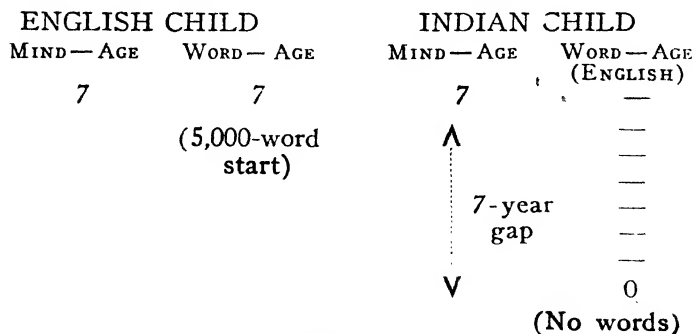 ENGLISH CHILD INDIAN CHILD
MIND—AGE WORD—AGE MIND—AGE WORD—AGE
(ENGLISH)
7 7 7 —
(5,000-word
start)
7-year
gap
0
(No words)